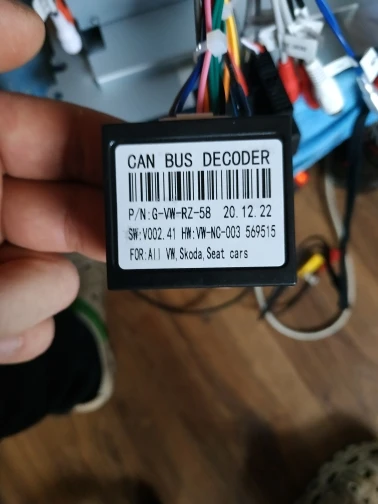 CAN BUS DECODER
P/N:G-VW-RZ-58 20.12.22
SW:V002.41 HW:VW-NC-003 569515
FOR:All VW,Skoda,Seat cars